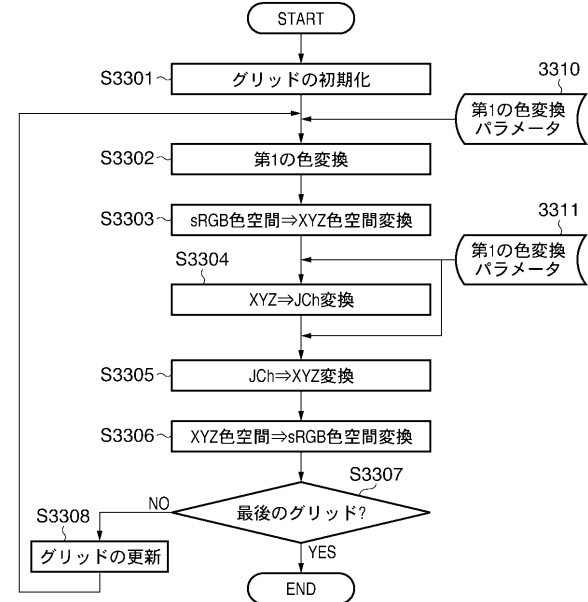 START
S3301
グリッドの初期化
3310
第1の色変換
パラメータ
S3302
第1の色変換
S3303
sRGB色空間⇒XYZ色空間変換
3311
第1の色変換
パラメータ
S3304
XYZ⇒JCh変換
S3305
JCh⇒XYZ変換
S3306
XYZ色空間⇒sRGB色空間変換
S3307
最後のグリッド?
NO
S3308
グリッドの更新
YES
END